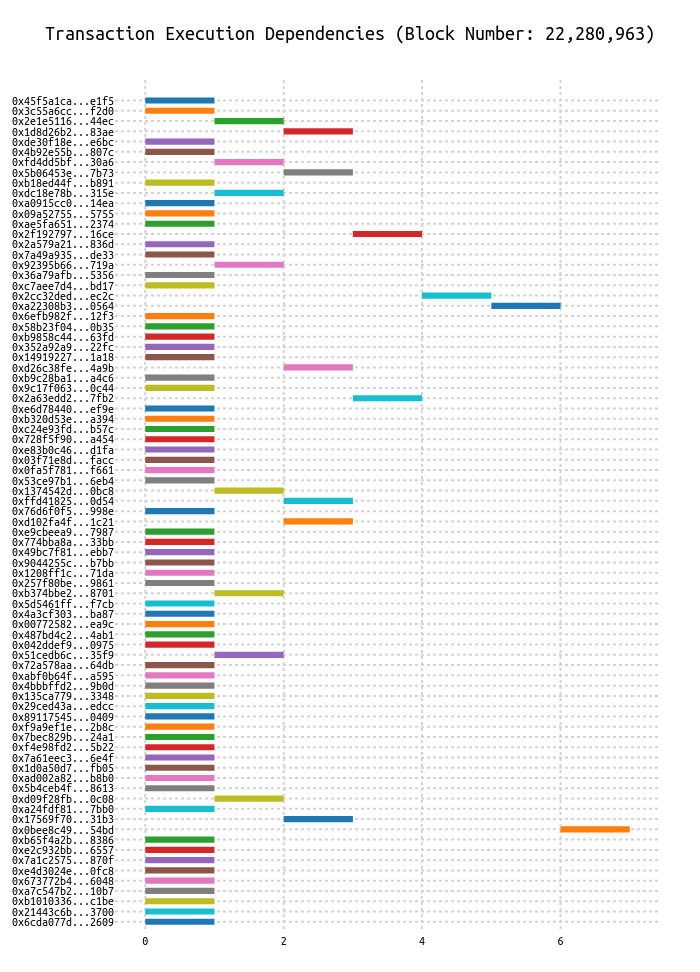 Transaction Execution Dependencies (Block Number: 22,280,963)
0x45f5a1ca...e1f5
0x3c55a6cc...f2d0
0x2e1e5116...44ec
0x1d8d26b2...83ae
0xde30f18e...e6bc
0x4b92e55b...807c
0xfd4dd5bf...30a6
0x5b06453e...7b73
0xb18ed44f...b891
0xdc18e78b...315e
0xa0915cc0...14ea
0x09a52755...5755
0xae5fa651...2374
0x2f192797...16ce
0x2a579a21...836d
0x7a49a935...de33
0x92395b66...719a
0x36a79afb...5356
0xc7aee7d4...bd17
0x2cc32ded...ec2c
0xa22308b3...0564
0x6efb982f...12f3
0x58b23f04...0b35
0xb9858c44...63fd
0x352a92a9...22fc
0x14919227...1a18
0xd26c38fe...4a9b
0xb9c28ba1...a4c6
0x9c17f063...0c44
0x2a63edd2...7fb2
0xe6d78440...ef9e
0xb320d53e...a394
0xc24e93fd...b57c
0x728f5f90...a454
0xe83b0c46...d1fa
0x03f71e8d...facc
0x0fa5f781...f661
0x53ce97b1...6eb4
0x1374542d...0bc8
0xffd41825...0d54
0x76d6f0f5...998e
0xd102fa4f...1c21
0xe9cbeea9...7987
0x774bba8a...33bb
0x49bc7f81...ebb7
0x9044255c...b7bb
0x1208ff1c...71da
0x257f80be...9861
0xb374bbe2...8701
0x5d5461ff...f7cb
0x4a3cf303...ba87
0x00772582...ea9c
0x487bd4c2...4ab1
0x042ddef9...0975
0x51cedb6c...35f9
0x72a578aa...64db
0xabf0b64f...a595
0x4bbbffd2...9b0d
0x135ca779...3348
0x29ced43a...edcc
0x89117545...0409
0xf9a9ef1e...2b8c
0x7bec829b...24a1
0xf4e98fd2...5b22
0x7a61eec3...6e4f
0x1d0a50d7...fb05
0xad002a82...b8b0
0x5b4ceb4f...8613
0xd09f28fb...0c08
0xa24fdf81...7bb0
0x17569f70...31b3
0x0bee8c49...54bd
0xb65f4a2b...8386
0xe2c932bb...6557
0x7a1c2575...870f
0xe4d3024e...0fc8
0x673772b4...6048
0xa7c547b2...10b7
0xb1010336...c1be
0x21443c6b...3700
0x6cda077d...2609
0 2 4 6